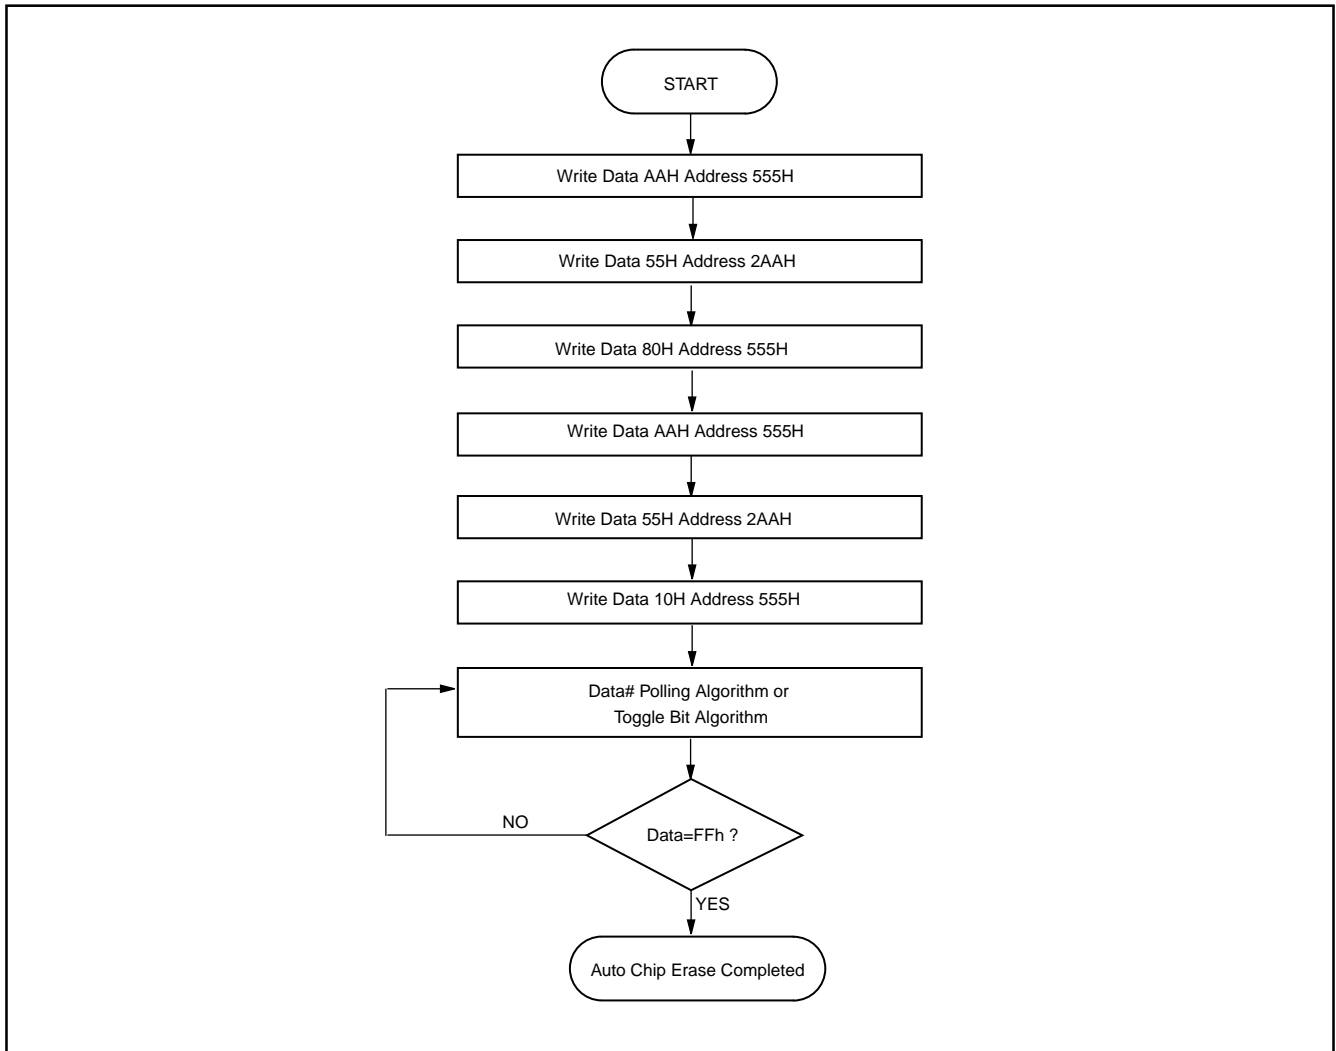 START
Write Data AAH Address 555H
Write Data 55H Address 2AAH
Write Data 80H Address 555H
Write Data AAH Address 555H
Write Data 55H Address 2AAH
Write Data 10H Address 555H
Data# Polling Algorithm or
Toggle Bit Algorithm
NO
Data=FFh ?
YES
Auto Chip Erase Completed